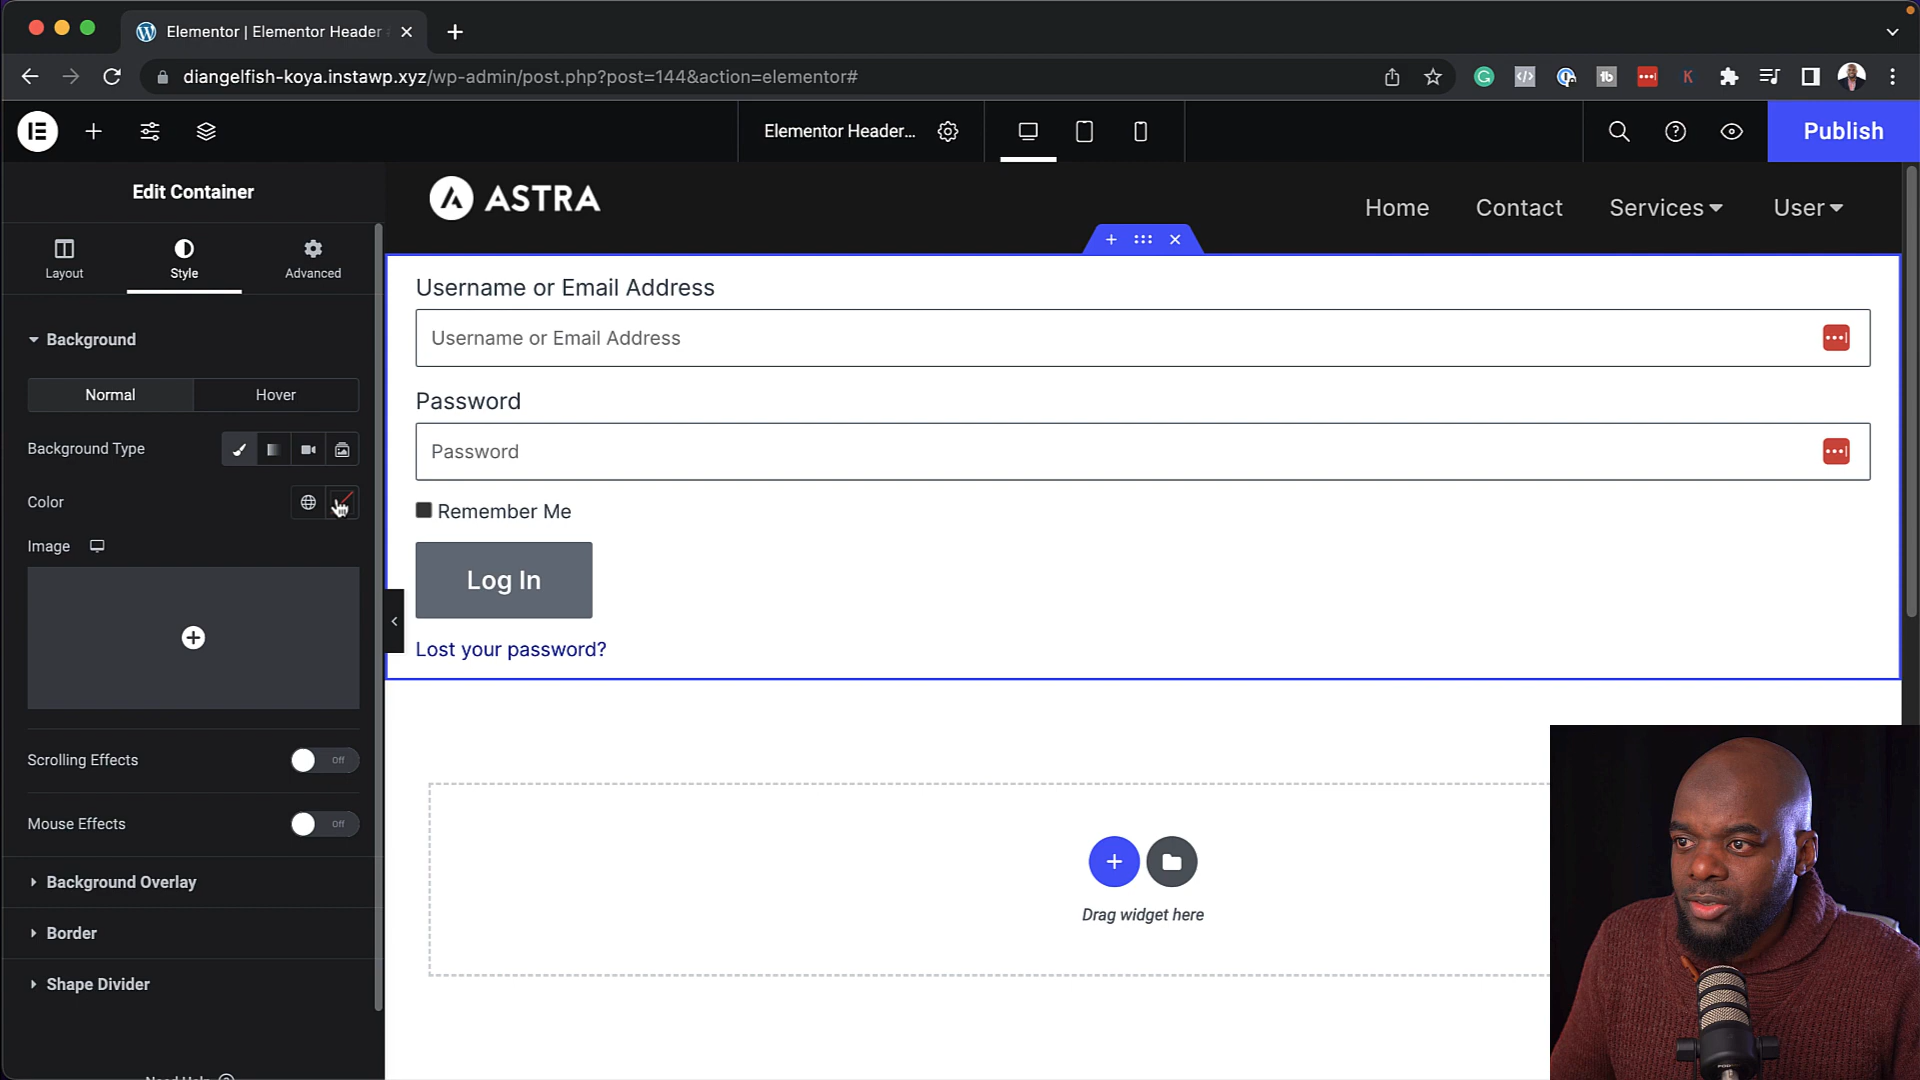 Elementor | Elementor Header
diangelfish-koya.instawp.xyz/wp-admin/post.php?post=144&action=elementor#
Elementor Header...
Publish
Edit Container
ASTRA
Home
Contact
Services
User
Layout
Style
Advanced
Background
Normal
Hover
Background Type
Color
Image
Scrolling Effects
Off
Mouse Effects
Off
Background Overlay
Border
Shape Divider
Need Help
Username or Email Address
Username or Email Address
Password
Password
Remember Me
Log In
Lost your password?
Drag widget here